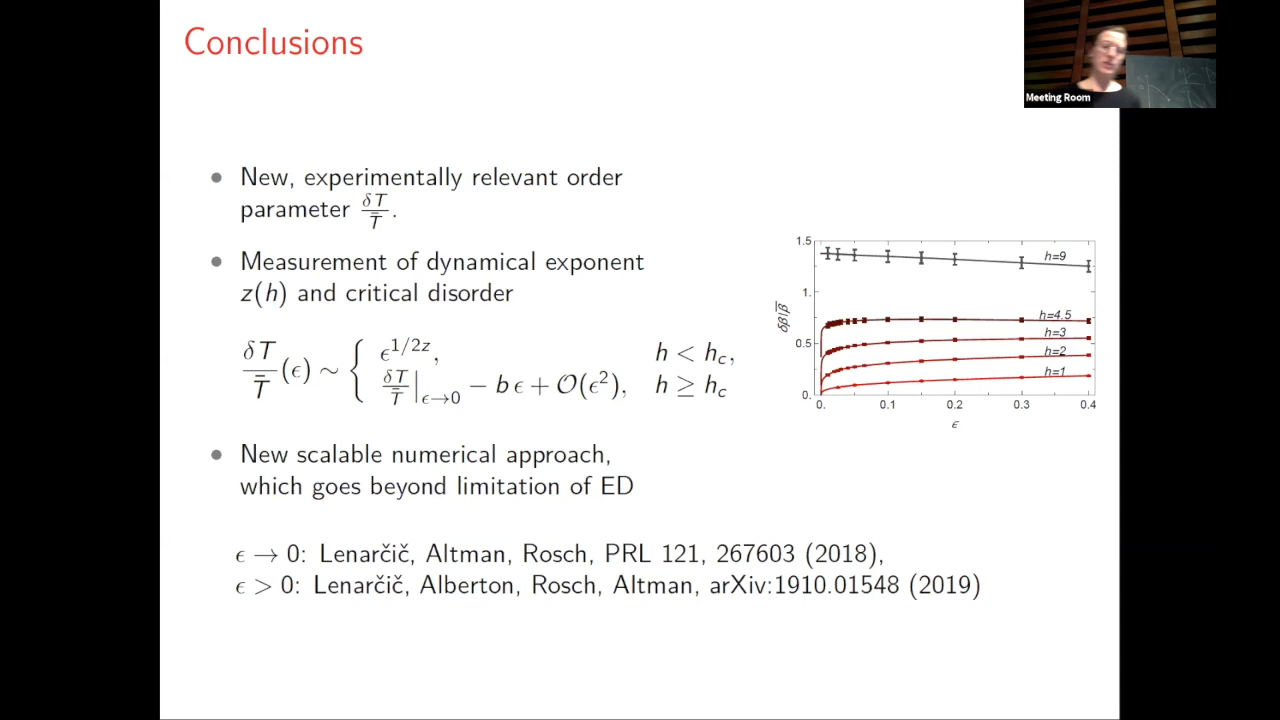 Conclusions
Meeting Room
• New, experimentally relevant order
parameter δT/T̄.
• Measurement of dynamical exponent
z(h) and critical disorder
δT/T̄ (ϵ) ∼ { ϵ^{1/2z}, h < h_c,
δT/T̄|_{ϵ→0} − b ϵ + O(ϵ²), h ≥ h_c
• New scalable numerical approach,
which goes beyond limitation of ED
1.5
1.
0.5
0.
δβ/β̄
h=9
h=4.5
h=3
h=2
h=1
0. 0.1 0.2 0.3 0.4
ϵ
ϵ → 0: Lenarčič, Altman, Rosch, PRL 121, 267603 (2018),
ϵ > 0: Lenarčič, Alberton, Rosch, Altman, arXiv:1910.01548 (2019)